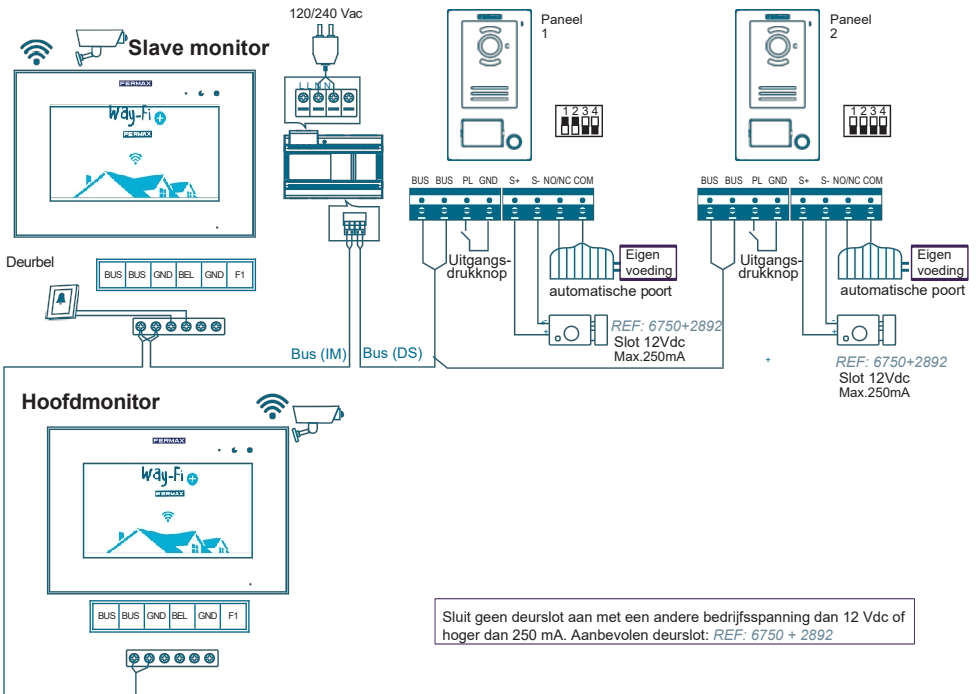 120/240 Vac
Slave monitor
FERMAX
Way-Fi +
FERMAX
L L N N
Paneel
1
1 2 3 4
Paneel
2
1 2 3 4
BUS BUS PL GND S+ S- NO/NC COM
BUS BUS PL GND S+ S- NO/NC COM
Deurbel
BUS BUS GND BEL GND F1
Uitgangs-
drukknop
Eigen
voeding
automatische poort
Uitgangs-
drukknop
Eigen
voeding
automatische poort
-
+
REF: 6750+2892
Slot 12Vdc
Max.250mA
-
+
REF: 6750+2892
Slot 12Vdc
Max.250mA
+
Bus (IM)
Bus (DS)
Hoofdmonitor
FERMAX
Way-Fi +
FERMAX
BUS BUS GND BEL GND F1
Sluit geen deurslot aan met een andere bedrijfsspanning dan 12 Vdc of
hoger dan 250 mA. Aanbevolen deurslot: REF: 6750 + 2892